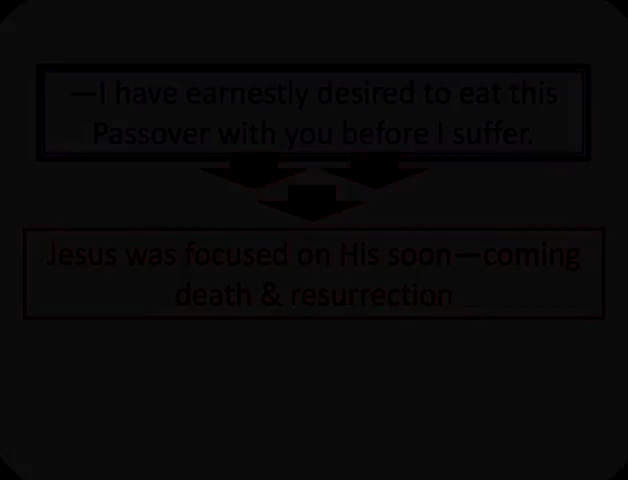 —I have earnestly desired to eat this
Passover with you before I suffer.
Jesus was focused on His soon—coming
death & resurrection